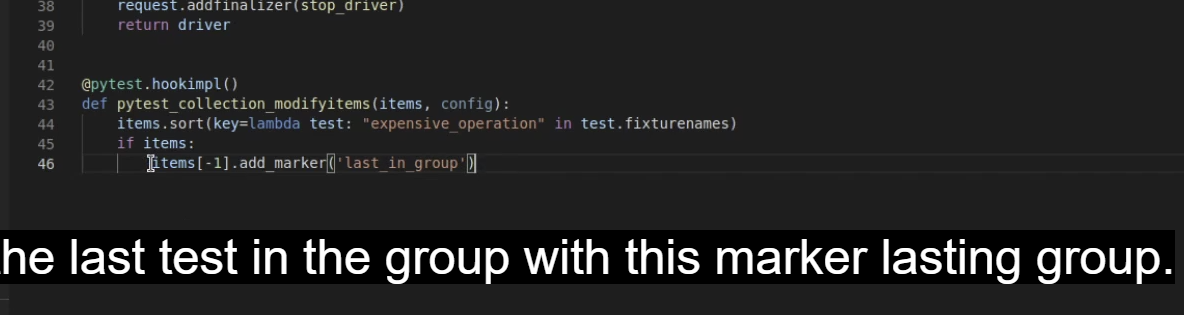 38 request.addfinalizer(stop_driver)
39 return driver
40
41
42 @pytest.hookimpl()
43 def pytest_collection_modifyitems(items, config):
44 items.sort(key=lambda test: "expensive_operation" in test.fixturenames)
45 if items:
46 items[-1].add_marker('last_in_group')
he last test in the group with this marker lasting group.